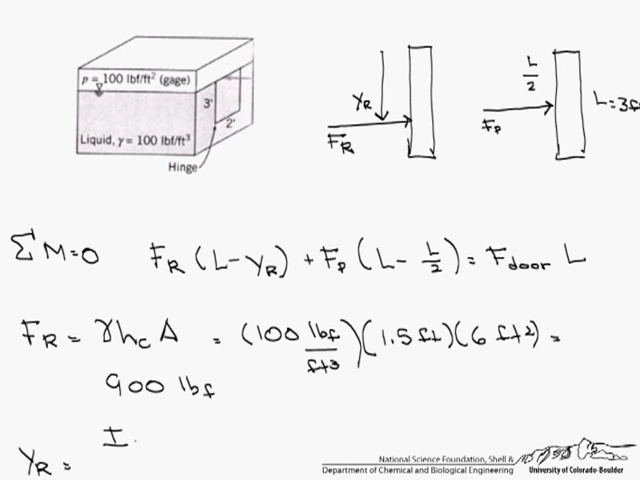 p = 100 lbf/ft² (gage)
3'
2'
Liquid, γ = 100 lbf/ft³
Hinge
Y_R
F_R
L/2
F_P
L=3f
ΣM=0 F_R (L-Y_R) + F_P (L- L/2) = F_door L
F_R = γh_c A = (100 lbf/ft3)(1.5 ft)(6 ft2) =
900 lbf
Y_R = I
National Science Foundation, Shell &
Department of Chemical and Biological Engineering
University of Colorado-Boulder